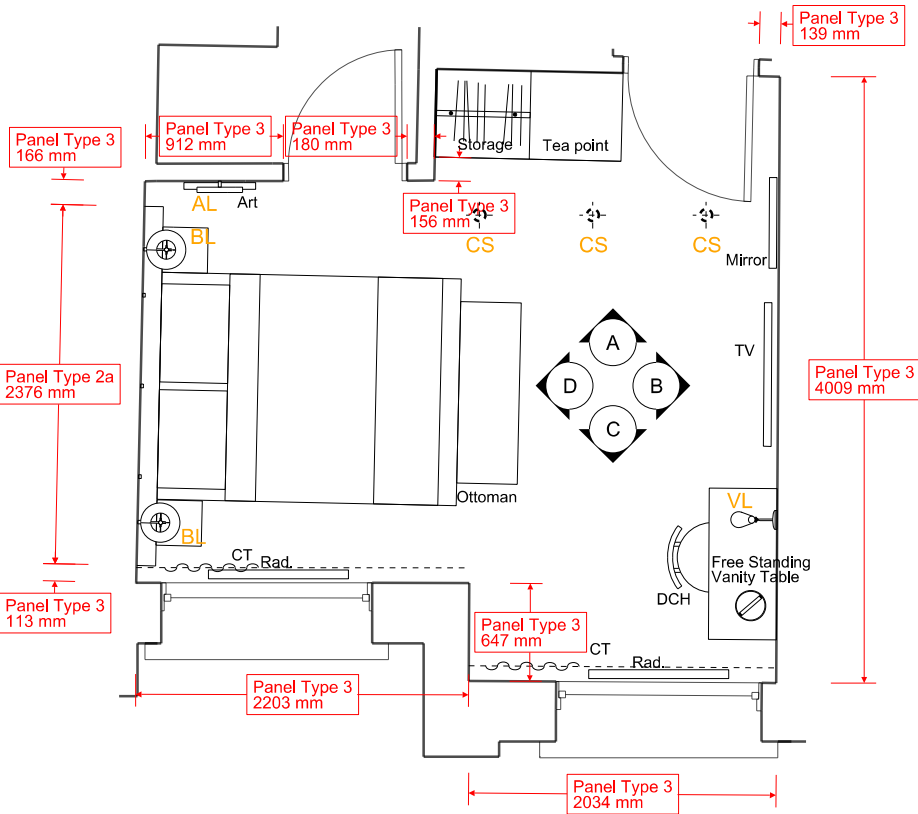 Panel Type 3
139 mm
Panel Type 3
912 mm
Panel Type 3
180 mm
Panel Type 3
166 mm
Storage
Tea point
AL
Art
Panel Type 3
156 mm
BL
CS
CS
CS
Mirror
A
TV
Panel Type 2a
2376 mm
D
B
Panel Type 3
4009 mm
C
Ottoman
VL
BL
CT
Rad.
Free Standing
Vanity Table
DCH
Panel Type 3
113 mm
Panel Type 3
647 mm
CT
Rad.
Panel Type 3
2203 mm
Panel Type 3
2034 mm